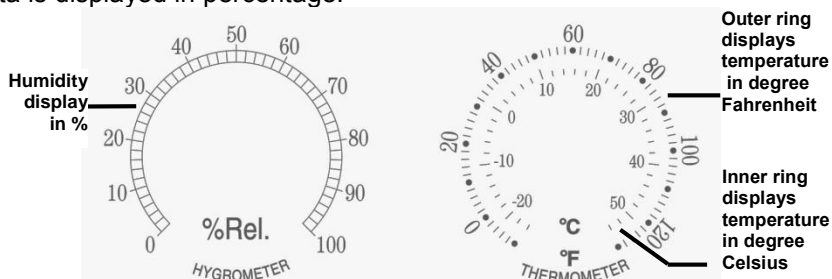 is displayed in percentage.
Humidity
display
in %
0
10
20
30
40
50
60
70
80
90
100
%Rel.
HYGROMETER
0
20
40
60
80
100
120
-20
-10
0
10
20
30
40
50
°C
°F
THERMOMETER
Outer ring
displays
temperature
in degree
Fahrenheit
Inner ring
displays
temperature
in degree
Celsius